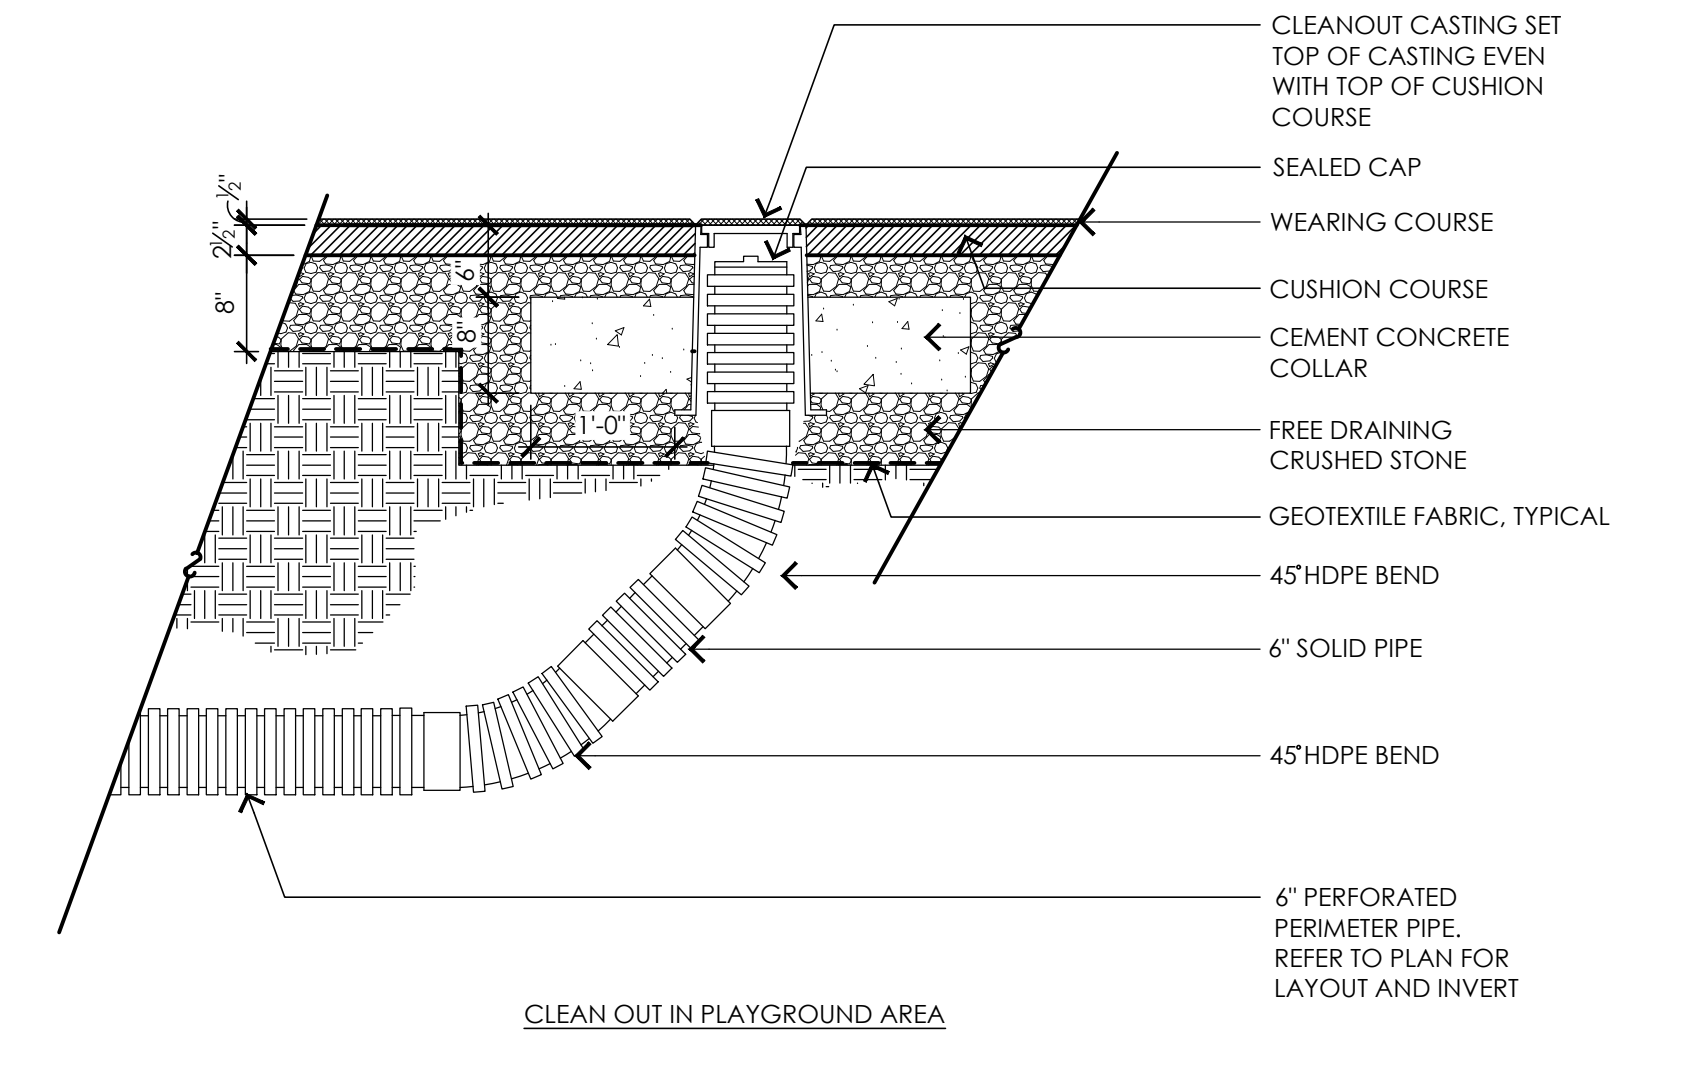 CLEANOUT CASTING SET
TOP OF CASTING EVEN
WITH TOP OF CUSHION
COURSE
SEALED CAP
WEARING COURSE
CUSHION COURSE
CEMENT CONCRETE
COLLAR
FREE DRAINING
CRUSHED STONE
GEOTEXTILE FABRIC, TYPICAL
45°HDPE BEND
6" SOLID PIPE
45°HDPE BEND
6" PERFORATED
PERIMETER PIPE.
REFER TO PLAN FOR
LAYOUT AND INVERT
½"
2½"
8"
6"
8"
1'-0"
CLEAN OUT IN PLAYGROUND AREA